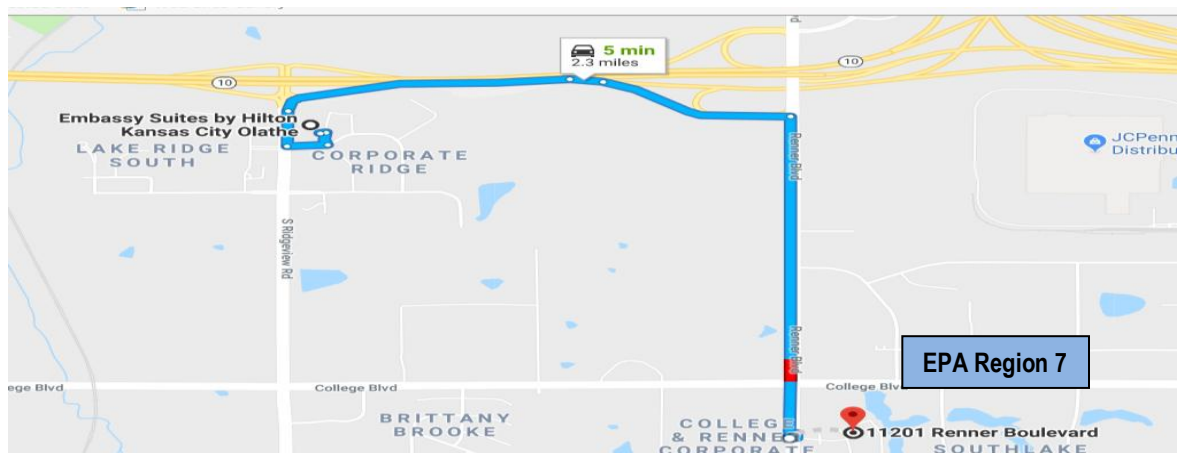 5 min
2.3 miles
10
10
Embassy Suites by Hilton
Kansas City Olathe
LAKE RIDGE
SOUTH
CORPORATE
RIDGE
JCPenn
Distribu
Renner Blvd
S Ridgeview Rd
Renner Blvd
EPA Region 7
ege Blvd
College Blvd
College Blvd
BRITTANY
BROOKE
COLLEGE
& RENNE
CORPORATE
11201 Renner Boulevard
SOUTHLAKE